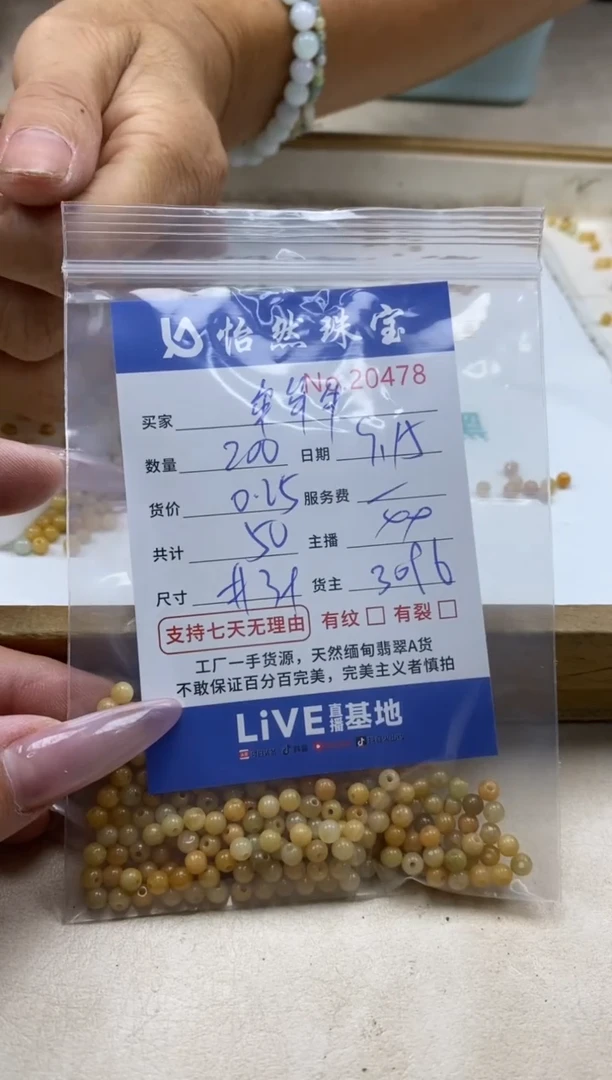 怡然珠宝
No.20478
买家
数量 200 日期 9.15
货价 0.25 服务费
共计 50 主播
尺寸 货主
支持七天无理由 有纹 有裂
工厂一手货源，天然缅甸翡翠A货
不敢保证百分百完美，完美主义者慎拍
LiVE直播基地